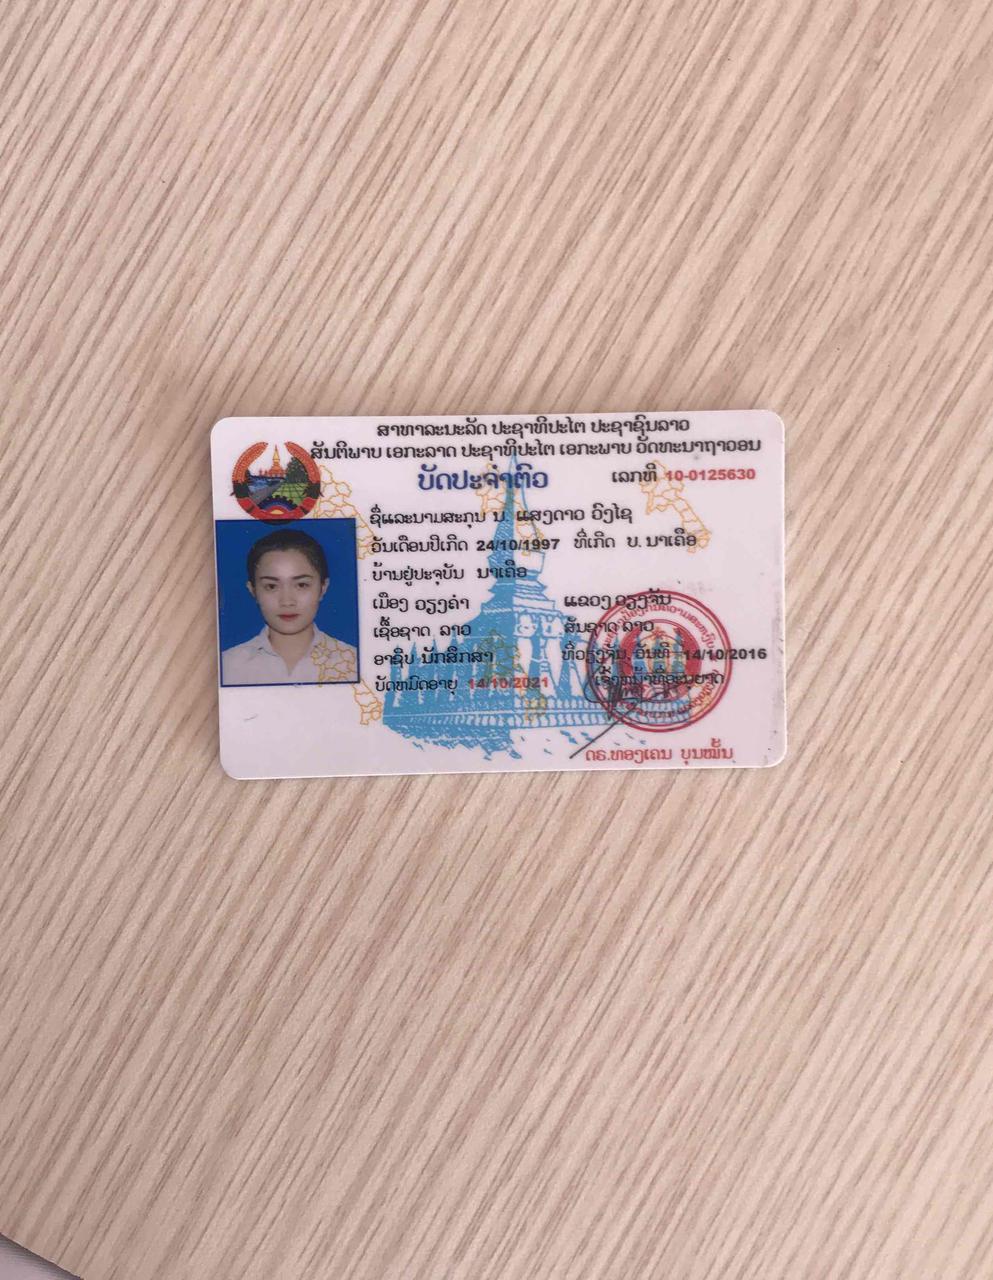 ສາທາລະນະລັດ ປະຊາທິປະໄຕ ປະຊາຊົນລາວ
ສັນຕິພາບ ເອກະລາດ ປະຊາທິປະໄຕ ເອກະພາບ ວັດທະນາຖາວອນ
ບັດປະຈໍາຕົວ ເລກທີ 10-0125630
ຊື່ແລະນາມສະກຸນ ນ. ແສງດາວ ວົງໄຊ
ວັນເດືອນປີເກີດ 24/10/1997 ທີ່ເກີດ ບ. ນາເຄືອ
ບ້ານຢູ່ປະຈຸບັນ ນາເຄືອ
ເມືອງ ວຽງຄໍາ ແຂວງ ວຽງຈັນ
ເຊື້ອຊາດ ລາວ ສັນຊາດ ລາວ
ອາຊີບ ນັກສຶກສາ ທີ່ວຽງຈັນ, ວັນທີ 14/10/2016
ບັດຫມົດອາຍຸ 14/10/2021 ເຈົ້າຫນ້າທີ່ອະນຸຍາດ
ດຣ.ທອງເຄນ ບຸນໝັ້ນ